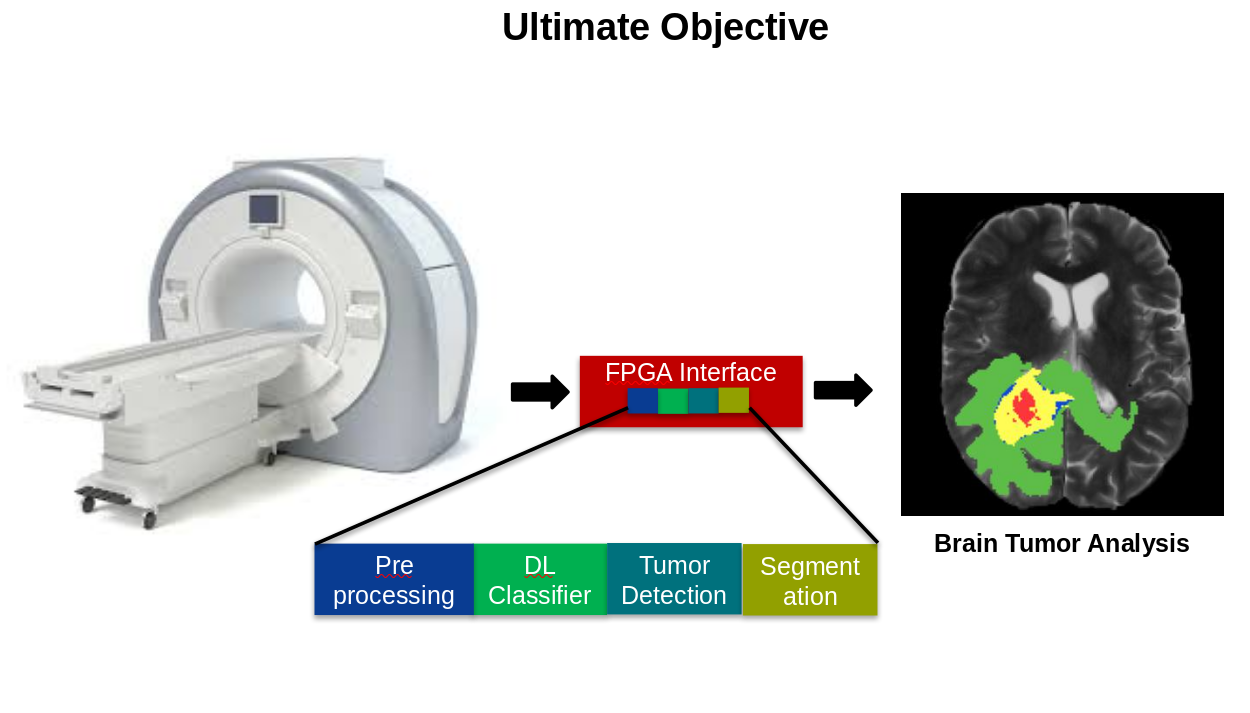 Ultimate Objective
FPGA Interface
Pre
processing
DL
Classifier
Tumor
Detection
Segment
ation
Brain Tumor Analysis